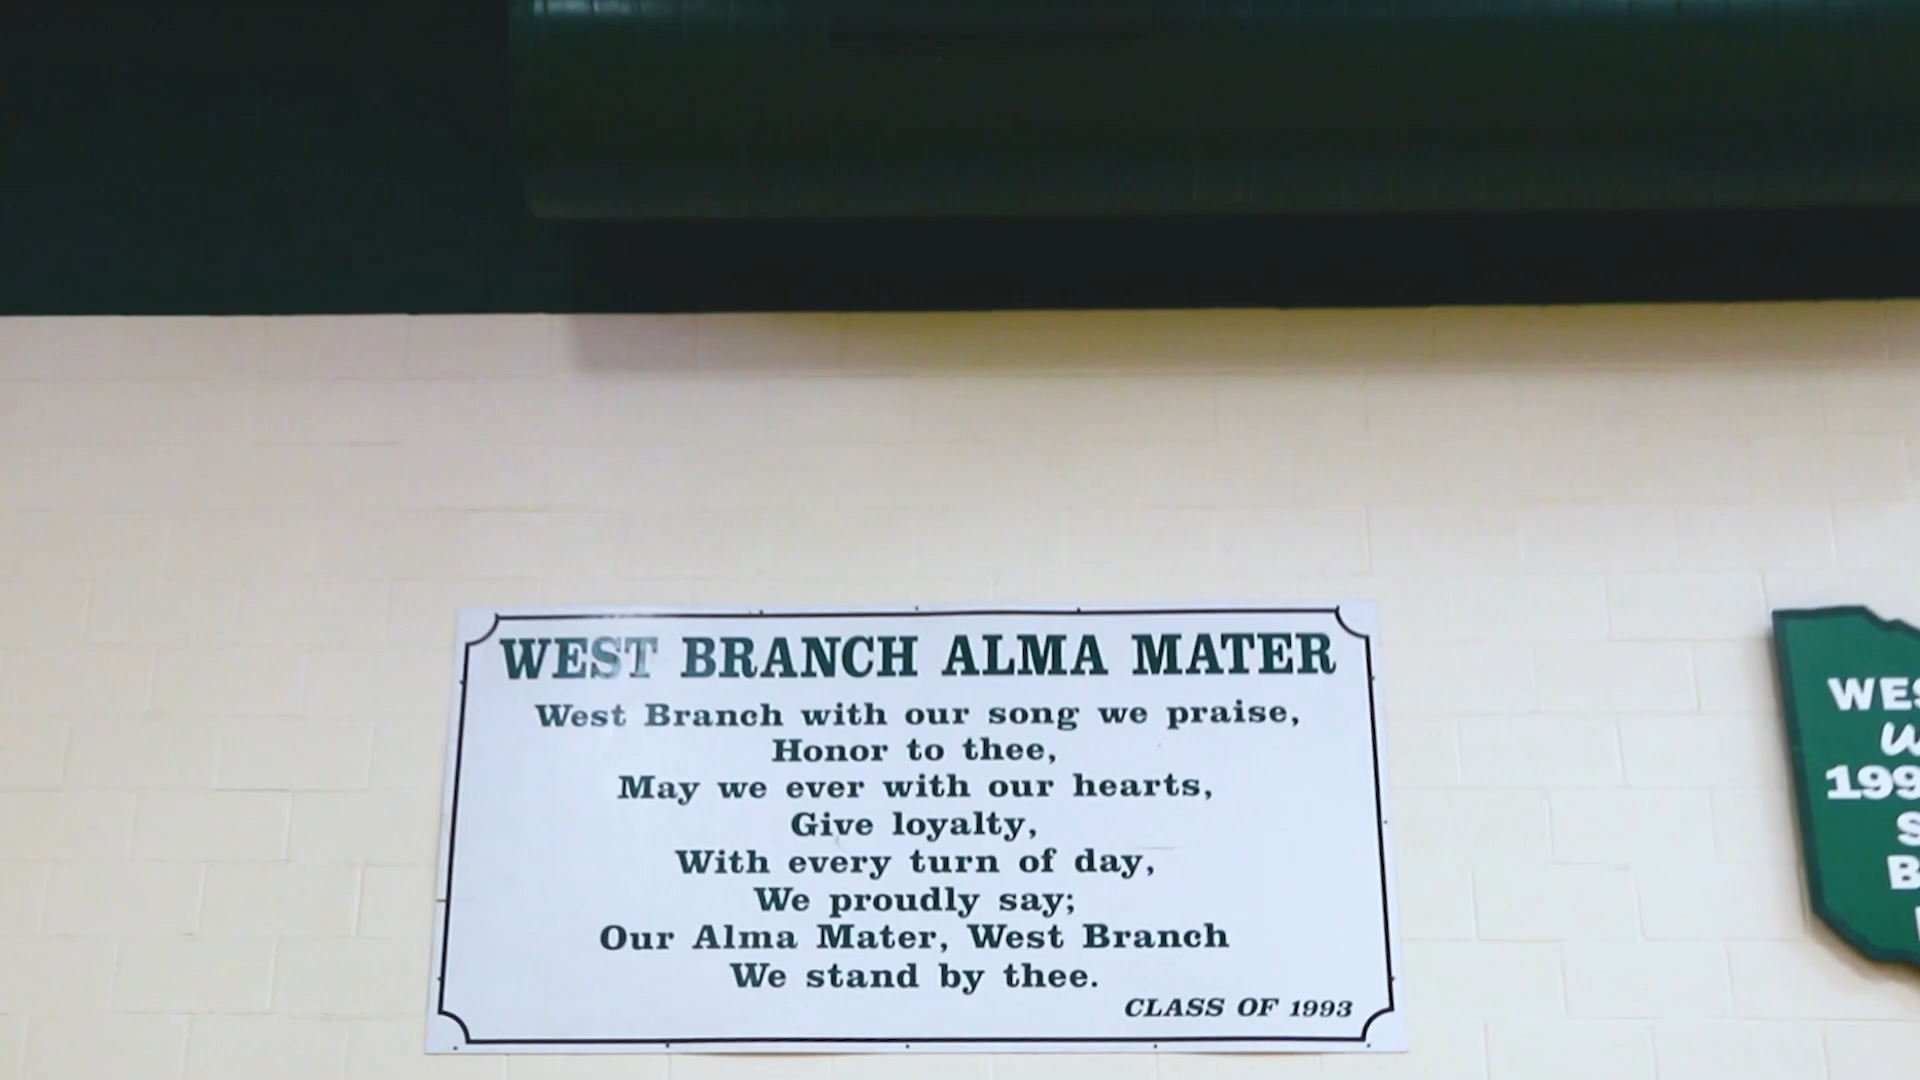 WEST BRANCH ALMA MATER
West Branch with our song we praise,
Honor to thee,
May we ever with our hearts,
Give loyalty,
With every turn of day,
We proudly say;
Our Alma Mater, West Branch
We stand by thee.
CLASS OF 1993